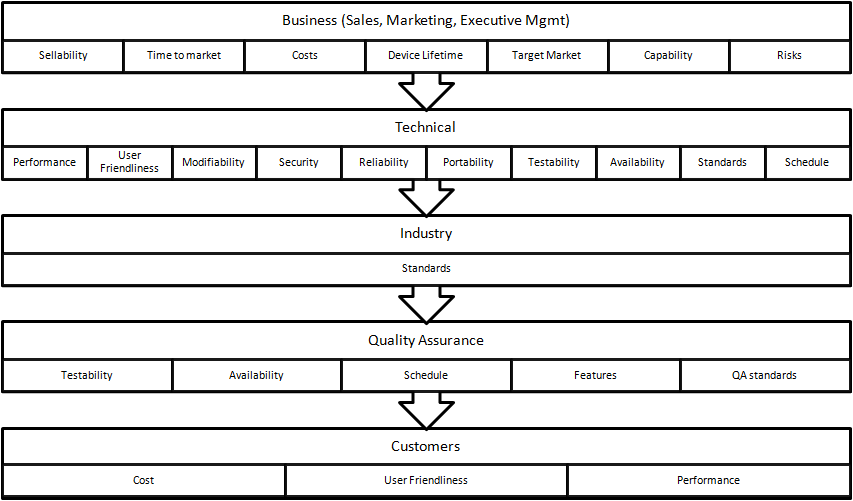 Business (Sales, Marketing, Executive Mgmt)
Sellability Time to market Costs Device Lifetime Target Market Capability Risks
Technical
Performance User Friendliness Modifiability Security Reliability Portability Testability Availability Standards Schedule
Industry
Standards
Quality Assurance
Testability Availability Schedule Features QA standards
Customers
Cost User Friendliness Performance